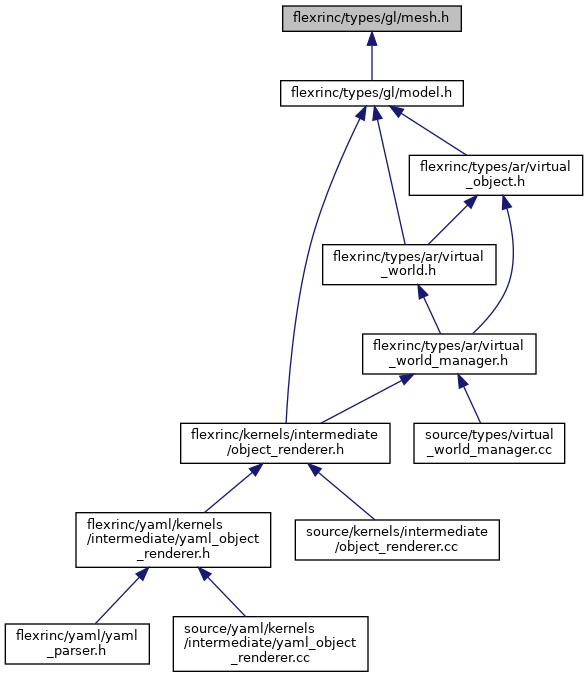 flexrinc/types/gl/mesh.h
flexrinc/types/gl/model.h
flexrinc/types/ar/virtual
_object.h
flexrinc/types/ar/virtual
_world.h
flexrinc/types/ar/virtual
_world_manager.h
flexrinc/kernels/intermediate
/object_renderer.h
source/types/virtual
_world_manager.cc
flexrinc/yaml/kernels
/intermediate/yaml_object
_renderer.h
source/kernels/intermediate
/object_renderer.cc
flexrinc/yaml/yaml
_parser.h
source/yaml/kernels
/intermediate/yaml_object
_renderer.cc